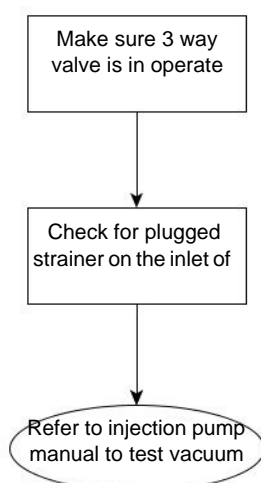 Make sure 3 way
valve is in operate
Check for plugged
strainer on the inlet of
Refer to injection pump
manual to test vacuum